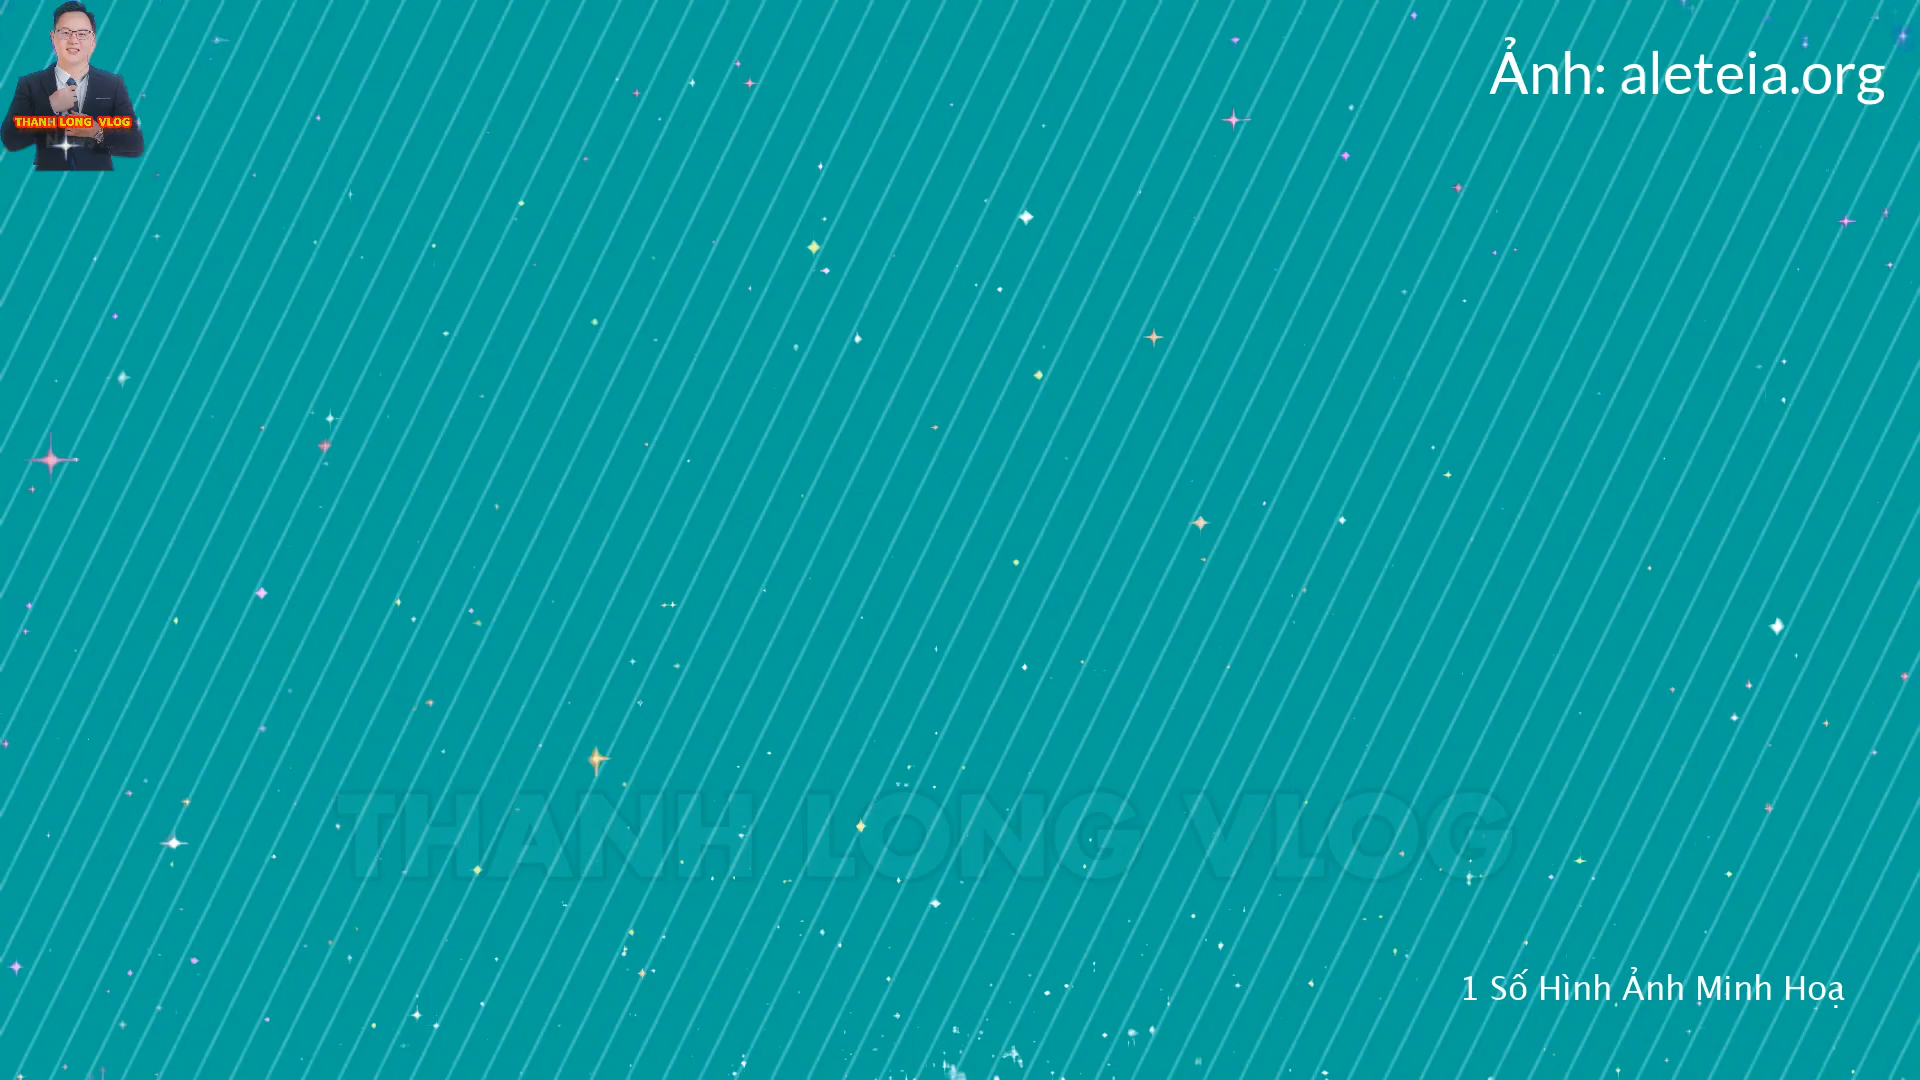 Ảnh: aleteia.org
THANH LONG VLOG
THANH LONG VLOG
1 Số Hình Ảnh Minh Hoạ